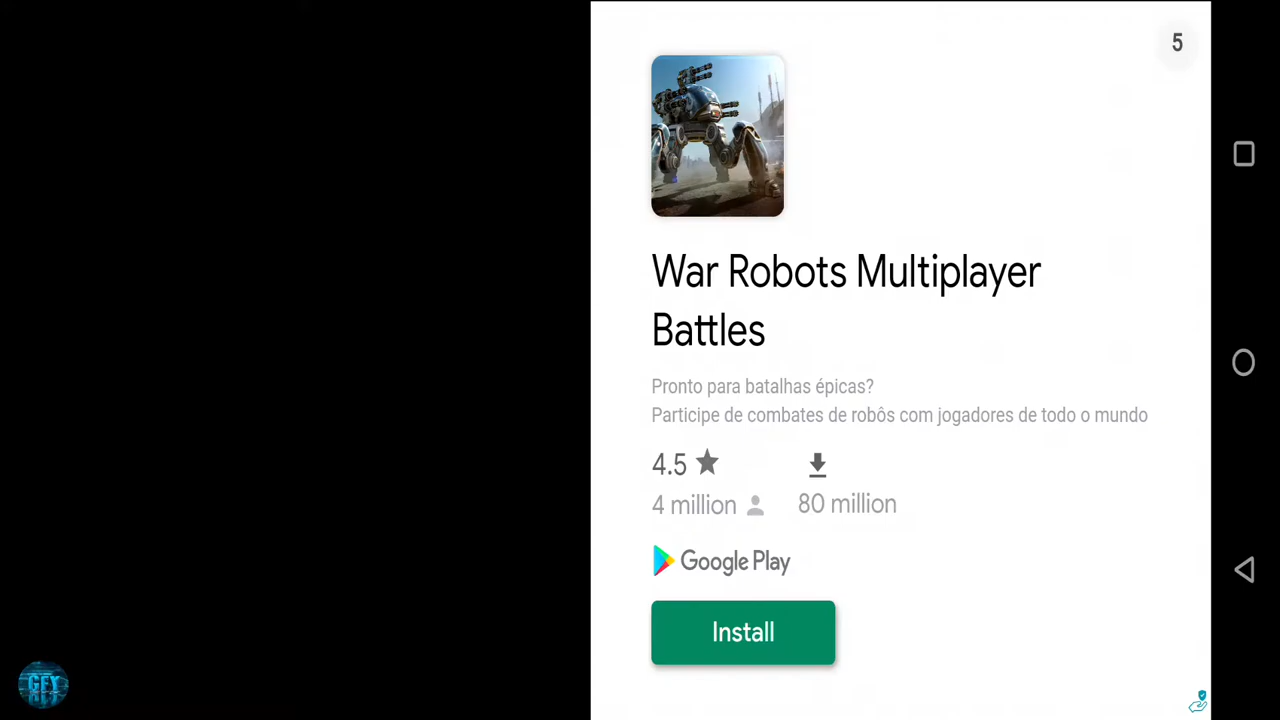 5
War Robots Multiplayer
Battles
Pronto para batalhas épicas?
Participe de combates de robôs com jogadores de todo o mundo
4.5
4 million
80 million
Google Play
Install
GFY